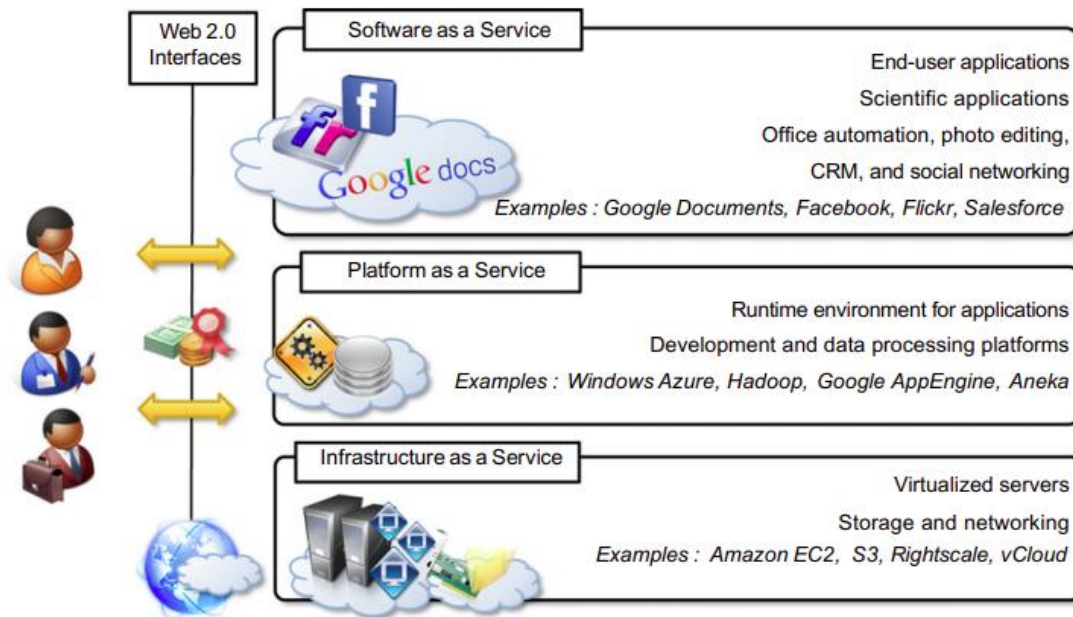 Web 2.0
Interfaces
Software as a Service
End-user applications
Scientific applications
Office automation, photo editing,
CRM, and social networking
Examples : Google Documents, Facebook, Flickr, Salesforce
f
fr
Google docs
Platform as a Service
Runtime environment for applications
Development and data processing platforms
Examples : Windows Azure, Hadoop, Google AppEngine, Aneka
Infrastructure as a Service
Virtualized servers
Storage and networking
Examples : Amazon EC2, S3, Rightscale, vCloud